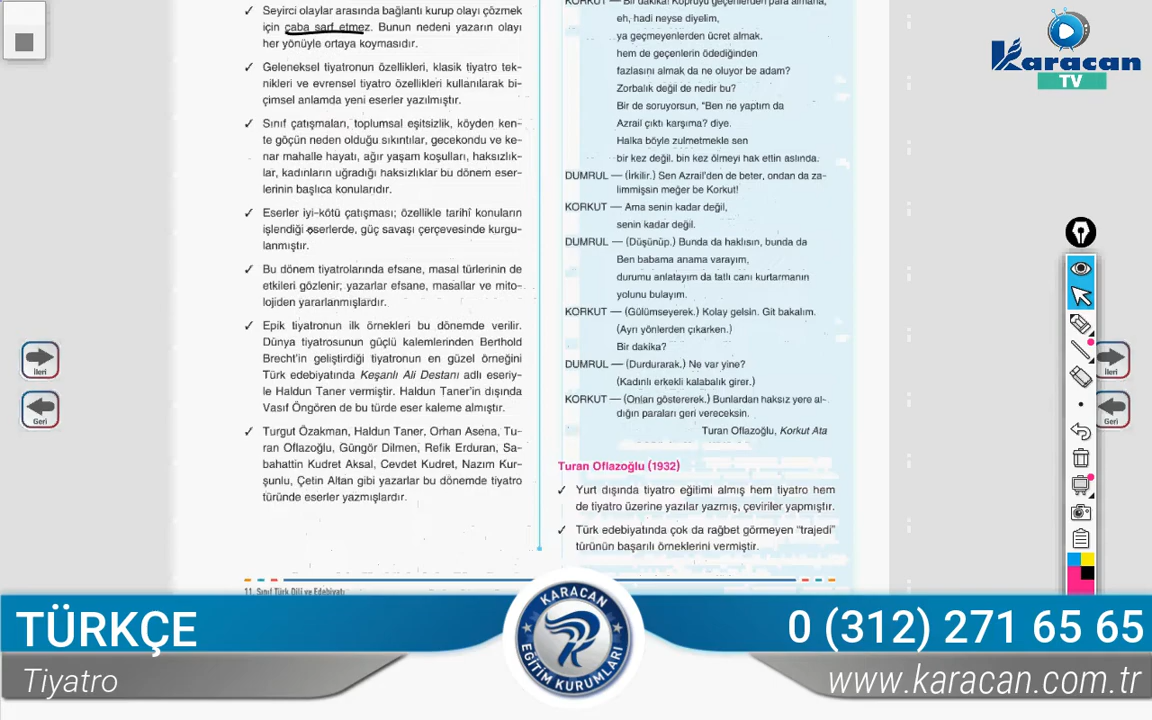 Seyirci olaylar arasında bağlantı kurup olayı çözmek
için çaba sarf etmez. Bunun nedeni yazarın olayı
her yönüyle ortaya koymasıdır.
✓ Geleneksel tiyatronun özellikleri, klasik tiyatro tek-
nikleri ve evrensel tiyatro özellikleri kullanılarak bi-
çimsel anlamda yeni eserler yazılmıştır.
✓ Sınıf çatışmaları, toplumsal eşitsizlik, köyden ken-
te göçün neden olduğu sıkıntılar, gecekondu ve ke-
nar mahalle hayatı, ağır yaşam koşulları, haksızlık-
lar, kadınların uğradığı haksızlıklar bu dönem eser-
lerinin başlıca konularıdır.
✓ Eserler iyi-kötü çatışması; özellikle tarihî konuların
işlendiği eserlerde, güç savaşı çerçevesinde kurgu-
lanmıştır.
✓ Bu dönem tiyatrolarında efsane, masal türlerinin de
etkileri gözlenir; yazarlar efsane, masallar ve mito-
lojiden yararlanmışlardır.
✓ Epik tiyatronun ilk örnekleri bu dönemde verilir.
Dünya tiyatrosunun güçlü kalemlerinden Berthold
Brecht'in geliştirdiği tiyatronun en güzel örneğini
Türk edebiyatında Keşanlı Ali Destanı adlı eseriy-
le Haldun Taner vermiştir. Haldun Taner'in dışında
Vasıf Öngören de bu türde eser kaleme almıştır.
✓ Turgut Özakman, Haldun Taner, Orhan Asena, Tu-
ran Oflazoğlu, Güngör Dilmen, Refik Erduran, Sa-
bahattin Kudret Aksal, Cevdet Kudret, Nazım Kur-
şunlu, Çetin Altan gibi yazarlar bu dönemde tiyatro
türünde eserler yazmışlardır.
11. Sınıf Türk Dili ve Edebiyatı
KORKUT — Bir dakika! Köprüyü geçenlerden para almana,
eh, hadi neyse diyelim,
ya geçmeyenlerden ücret almak.
hem de geçenlerin ödediğinden
fazlasını almak da ne oluyor be adam?
Zorbalık değil de nedir bu?
Bir de soruyorsun, "Ben ne yaptım da
Azrail çıktı karşıma? diye.
Halka böyle zulmetmekle sen
bir kez değil. bin kez ölmeyi hak ettin aslında.
DUMRUL — (İrkilir.) Sen Azrail'den de beter, ondan da za-
limmişsin meğer be Korkut!
KORKUT — Ama senin kadar değil,
senin kadar değil.
DUMRUL — (Düşünüp.) Bunda da haklısın, bunda da
Ben babama anama varayım,
durumu anlatayım da tatlı canı kurtarmanın
yolunu bulayım.
KORKUT — (Gülümseyerek.) Kolay gelsin. Git bakalım.
(Ayrı yönlerden çıkarken.)
Bir dakika?
DUMRUL — (Durdurarak.) Ne var yine?
(Kadınlı erkekli kalabalık girer.)
KORKUT — (Onları göstererek.) Bunlardan haksız yere al-
dığın paraları geri vereceksin.
Turan Oflazoğlu, Korkut Ata
Turan Oflazoğlu (1932)
✓ Yurt dışında tiyatro eğitimi almış hem tiyatro hem
de tiyatro üzerine yazılar yazmış, çeviriler yapmıştır.
✓ Türk edebiyatında çok da rağbet görmeyen "trajedi"
türünün başarılı örneklerini vermiştir.
Karacan
TV
İleri
Geri
İleri
Geri
TÜRKÇE
Tiyatro
KARACAN
EĞİTİM KURUMLARI
0 (312) 271 65 65
www.karacan.com.tr